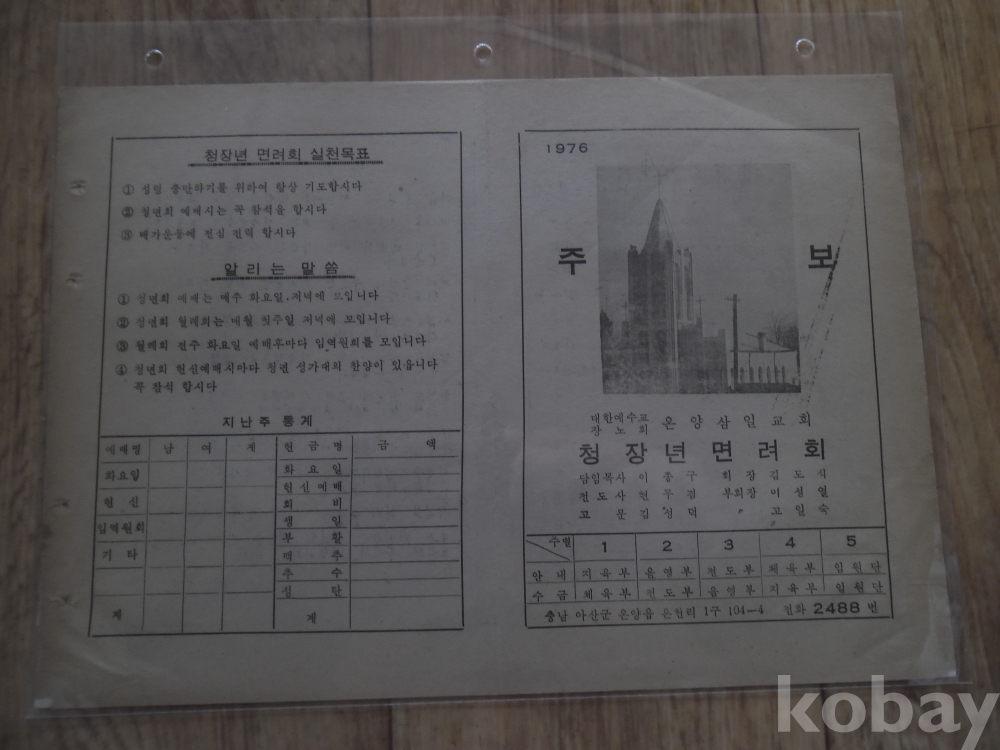 청장년 면려회 실천목표
① 성령 충만하기를 위하여 항상 기도합시다
② 청년회 예배시는 꼭 참석을 합시다
③ 배가운동에 전력 합시다
알리는 말씀
① 청년회 예배는 매주 화요일.저녁에 모입니다
② 청년회 월례회는 매월 첫주일 저녁에 모입니다
③ 월례회 전주 화요일 예배후마다 임역원회를 모입니다
④ 청년회 헌신예배시마다 청년 성가대의 찬양이 있읍니다
꼭 참석 합시다
지난주 통계
예배명 남 여 계 헌금명 금액
화요일 화요일
헌신예배
헌신 회비
생일
임역원회 부활
기타 맥추
추수
성탄
계 계
1976
주보
대한예수교
장노회 온양삼일교회
청장년면려회
담임목사 이종구 회장 김도식
전도사 현무경 부회장 이성열
고문 김정덕 〃 고일숙
주별 1 2 3 4 5
안내 지육부 음영부 전도부 체육부 임원단
수금 체육부 전도부 음영부 지육부 임원단
충남 아산군 온양읍 온천리 1구 104-4 전화 2488 번
kobay